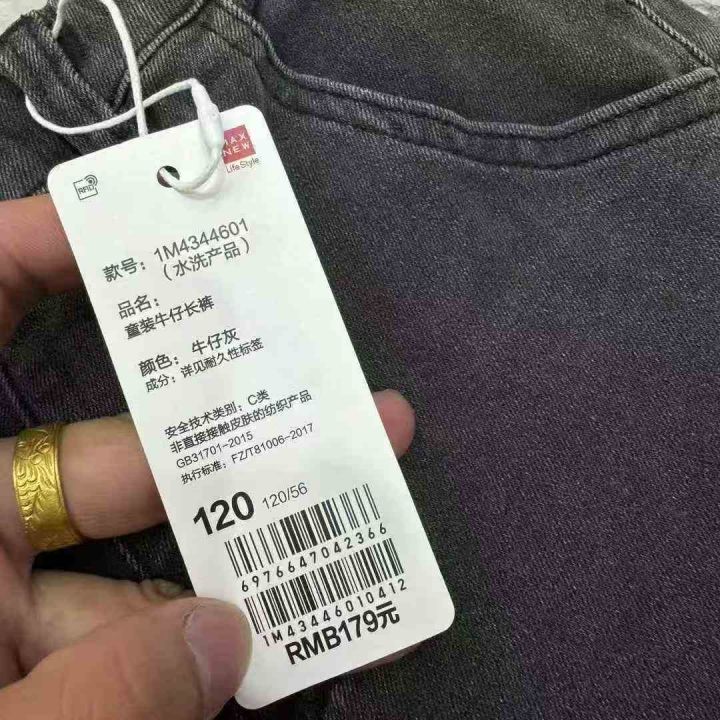 MAX
NEW
LifeStyle
RFID
款号：1M4344601
（水洗产品）
品名：
童装牛仔长裤
颜色：牛仔灰
成分：详见耐久性标签
安全技术类别：C类
非直接接触皮肤的纺织产品
GB31701-2015
执行标准：FZ/T81006-2017
120 120/56
6976647042366
1M43446010412
RMB179元